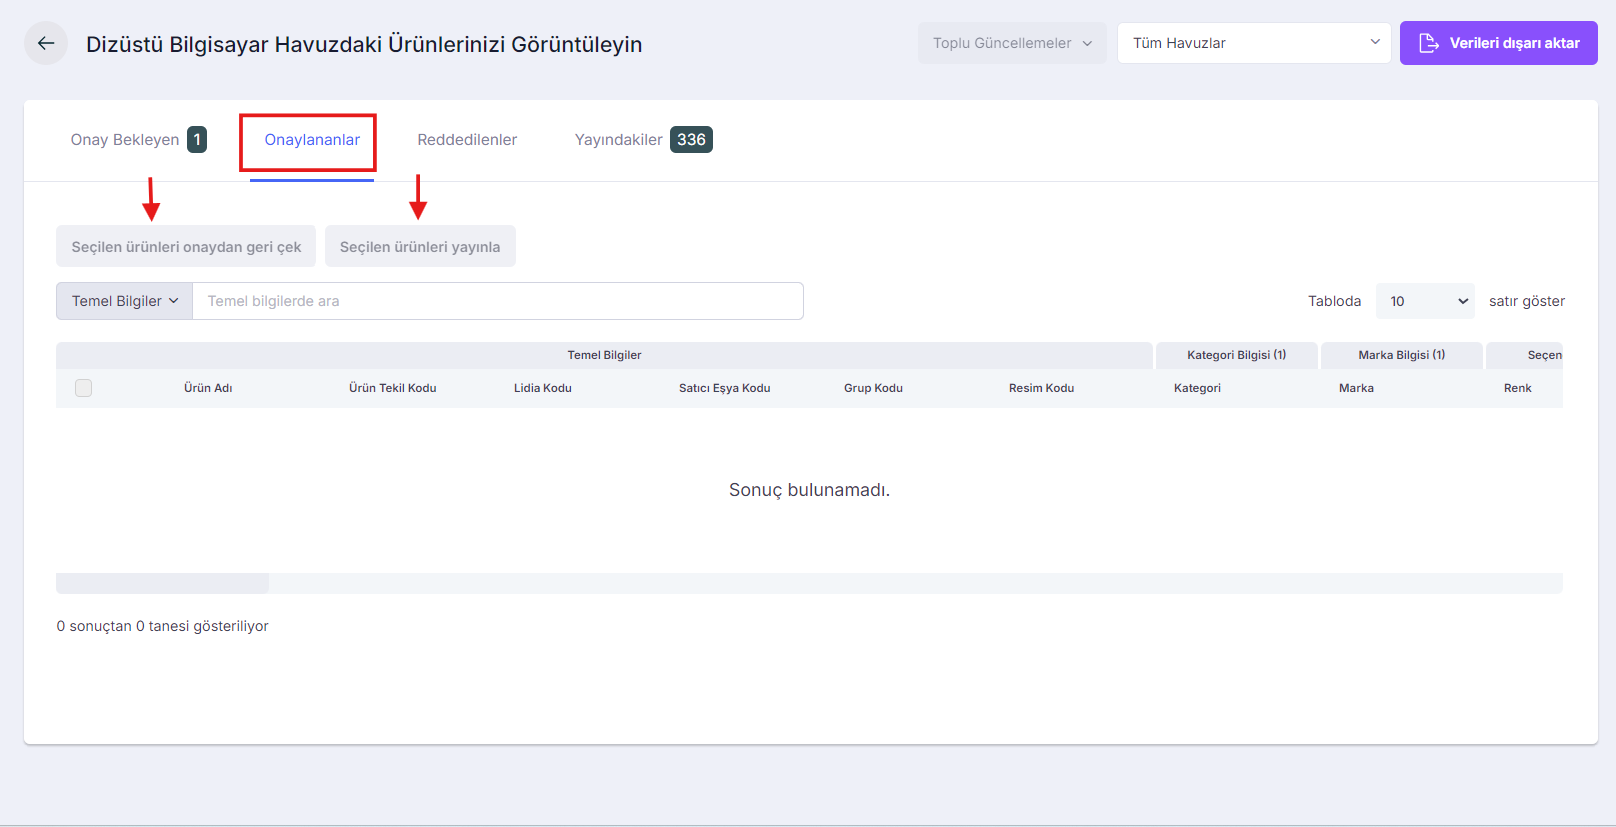 Dizüstü Bilgisayar Havuzdaki Ürünlerinizi Görüntüleyin
Toplu Güncellemeler
Tüm Havuzlar
Verileri dışarı aktar
Onay Bekleyen 1
Onaylananlar
Reddedilenler
Yayındakiler 336
Seçilen ürünleri onaydan geri çek
Seçilen ürünleri yayınla
Temel Bilgiler
Temel bilgilerde ara
Tabloda 10 satır göster
Temel Bilgiler
Kategori Bilgisi (1)
Marka Bilgisi (1)
Seçen
Ürün Adı
Ürün Tekil Kodu
Lidia Kodu
Satıcı Eşya Kodu
Grup Kodu
Resim Kodu
Kategori
Marka
Renk
Sonuç bulunamadı.
0 sonuçtan 0 tanesi gösteriliyor